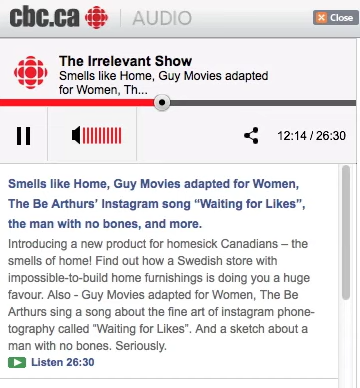 cbc.ca AUDIO
Close
The Irrelevant Show
Smells like Home, Guy Movies adapted
for Women, Th...
12:14 / 26:30
Smells like Home, Guy Movies adapted for Women,
The Be Arthurs’ Instagram song “Waiting for Likes”,
the man with no bones, and more.
Introducing a new product for homesick Canadians – the
smells of home! Find out how a Swedish store with
impossible-to-build home furnishings is doing you a huge
favour. Also - Guy Movies adapted for Women, The Be
Arthurs sing a song about the fine art of instagram phone-
tography called “Waiting for Likes”. And a sketch about a
man with no bones. Seriously.
Listen 26:30